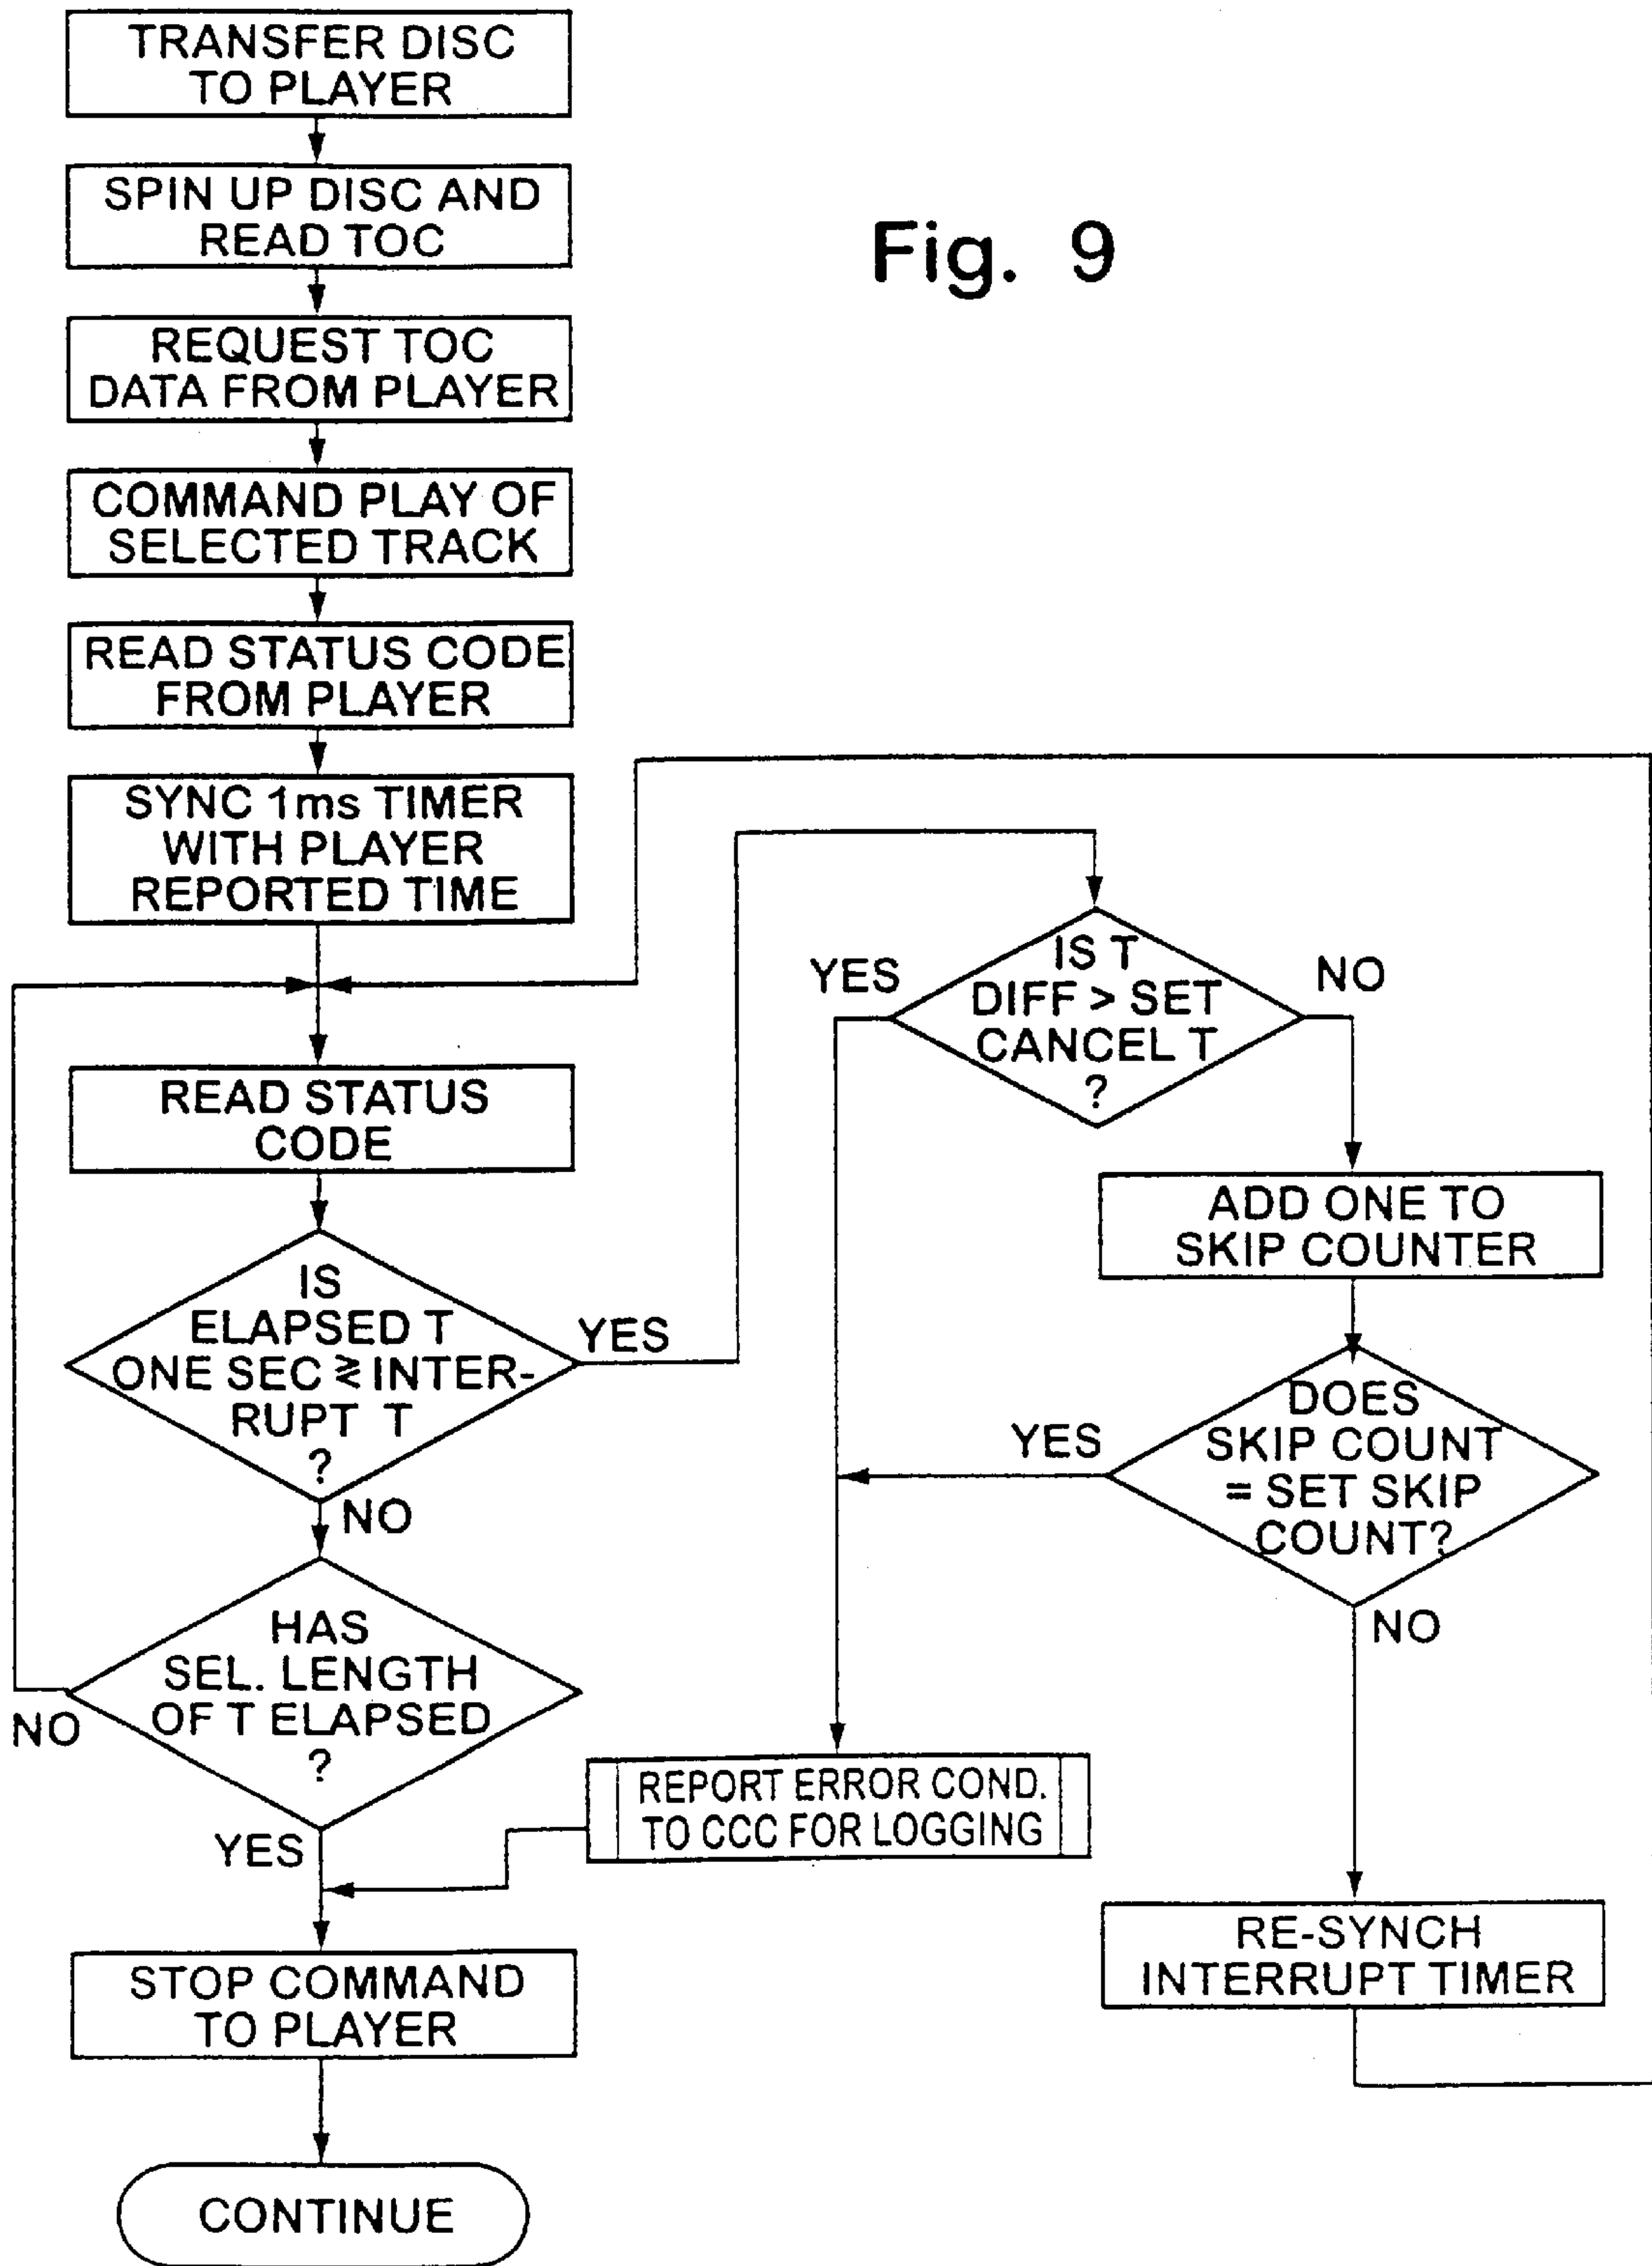 TRANSFER DISC
TO PLAYER
SPIN UP DISC AND
READ TOC
Fig. 9
REQUEST TOC
DATA FROM PLAYER
COMMAND PLAY OF
SELECTED TRACK
READ STATUS CODE
FROM PLAYER
SYNC 1ms TIMER
WITH PLAYER
REPORTED TIME
READ STATUS
CODE
IS
ELAPSED T
ONE SEC ≷ INTER-
RUPT T
?
YES
NO
HAS
SEL. LENGTH
OF T ELAPSED
?
NO
YES
IS T
DIFF > SET
CANCEL T
?
YES
NO
ADD ONE TO
SKIP COUNTER
DOES
SKIP COUNT
= SET SKIP
COUNT?
YES
NO
REPORT ERROR COND.
TO CCC FOR LOGGING
RE-SYNCH
INTERRUPT TIMER
STOP COMMAND
TO PLAYER
CONTINUE